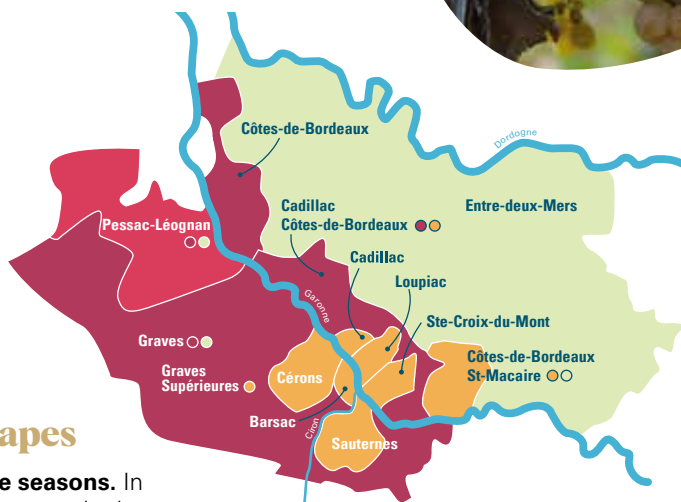 Dordogne
Côtes-de-Bordeaux
Entre-deux-Mers
Cadillac
Côtes-de-Bordeaux
Pessac-Léognan
Cadillac
Loupiac
Garonne
Ste-Croix-du-Mont
Graves
Côtes-de-Bordeaux
St-Macaire
Graves
Supérieures
Cérons
Barsac
Ciron
Sauternes
apes
e seasons. In